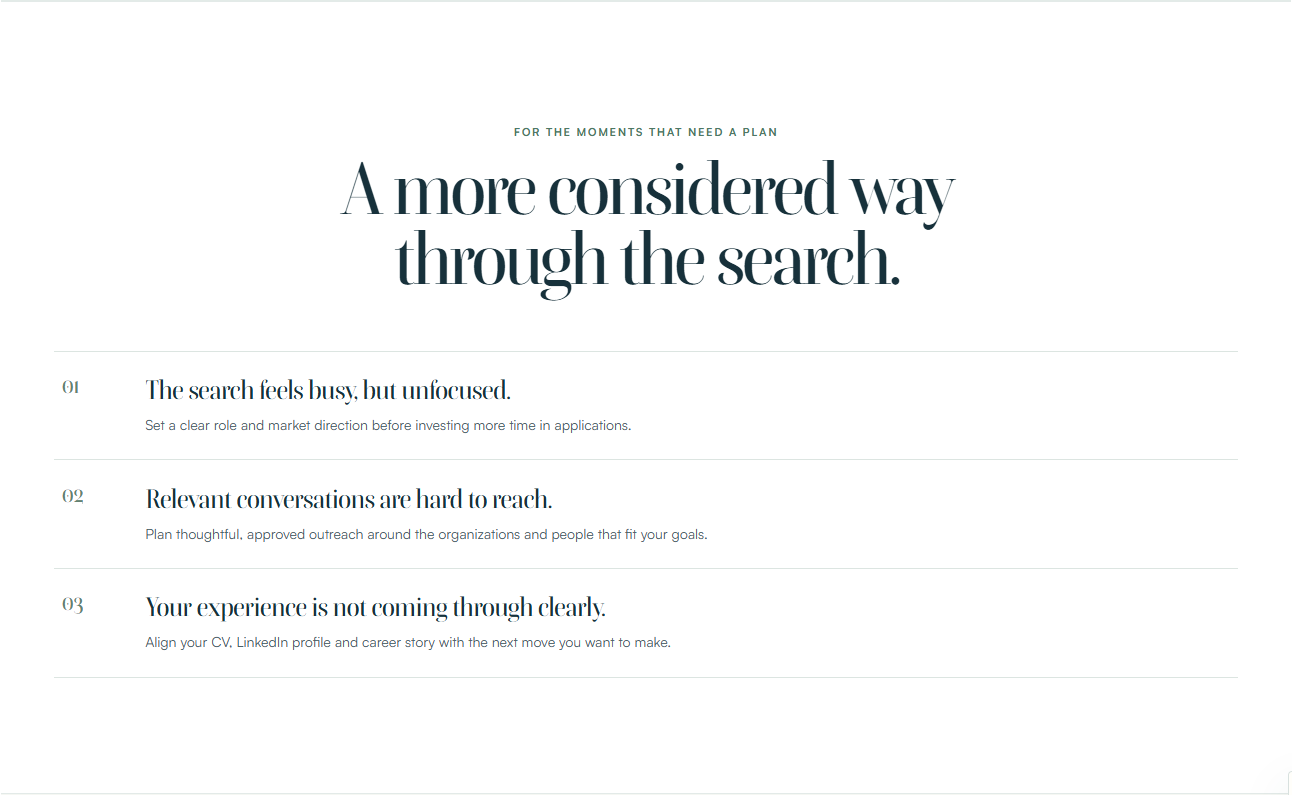 FOR THE MOMENTS THAT NEED A PLAN
A more considered way
through the search.
01
The search feels busy, but unfocused.
Set a clear role and market direction before investing more time in applications.
02
Relevant conversations are hard to reach.
Plan thoughtful, approved outreach around the organizations and people that fit your goals.
03
Your experience is not coming through clearly.
Align your CV, LinkedIn profile and career story with the next move you want to make.